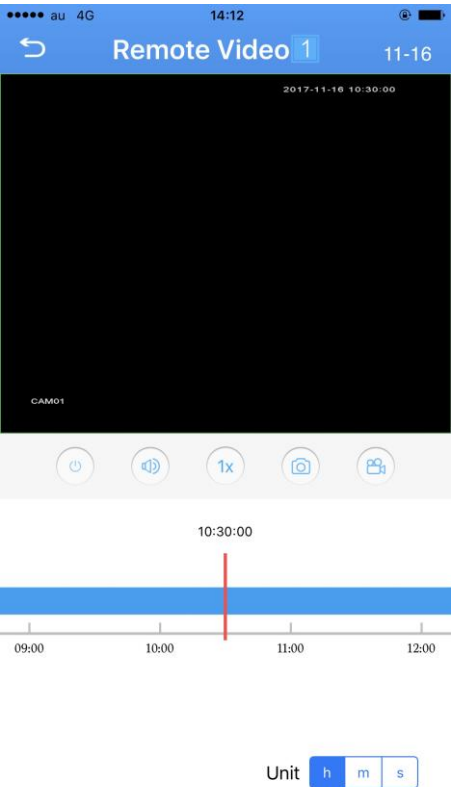 au 4G 14:12
Remote Video 1 11-16
2017-11-16 10:30:00
CAM01
1x
10:30:00
09:00 10:00 11:00 12:00
Unit h m s